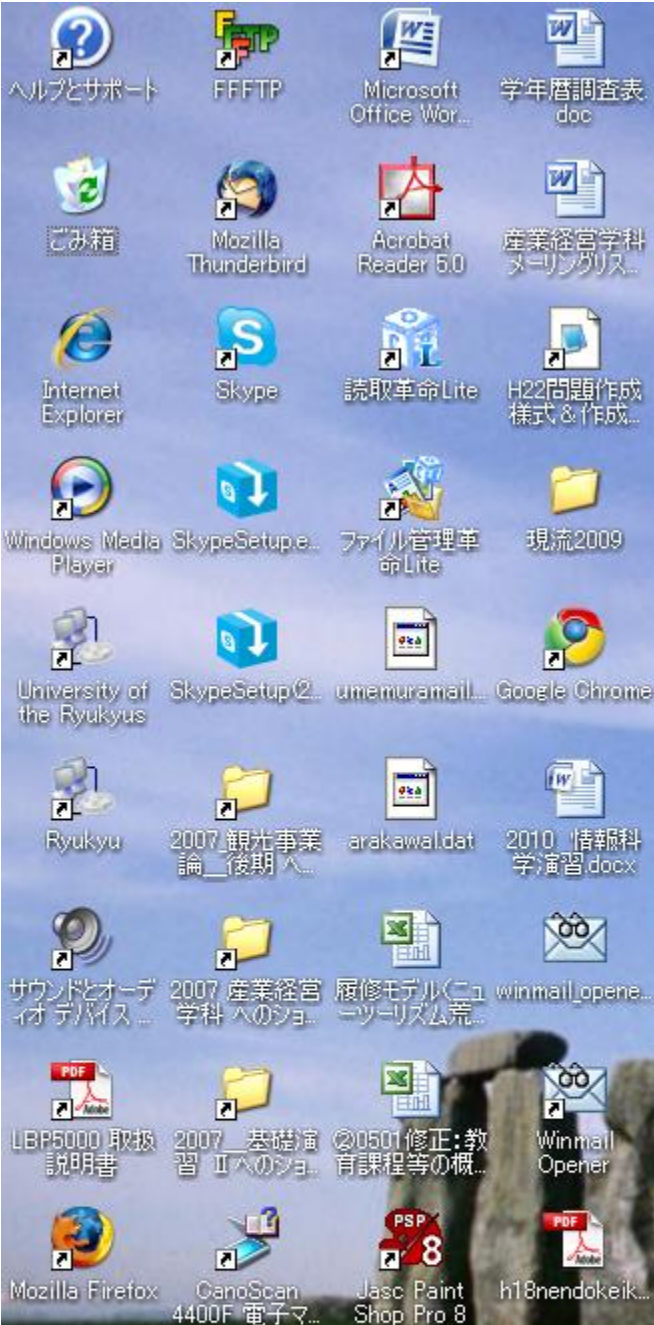 ヘルプとサポート
FFFTP
Microsoft
Office Wor...
学年暦調査表.
doc
ごみ箱
Mozilla
Thunderbird
Acrobat
Reader 5.0
産業経営学科
メーリングリス...
Internet
Explorer
Skype
読取革命Lite
H22問題作成
様式&作成...
Windows Media
Player
SkypeSetup.e...
ファイル管理革
命Lite
現流2009
University of
the Ryukyus
SkypeSetup(2...
umemuramail...
Google Chrome
Ryukyu
2007_観光事業
論__後期 へ...
arakawal.dat
2010_情報科
学演習.docx
サウンドとオーデ
ィオ デバイス ...
2007 産業経営
学科 へのショ...
履修モデル(ニュ
ーツーリズム荒...
winmail_opene...
LBP5000 取扱
説明書
2007__基礎演
習 Ⅱへのショ...
②0501修正:教
育課程等の概...
Winmail
Opener
Mozilla Firefox
CanoScan
4400F 電子マ...
Jasc Paint
Shop Pro 8
h18nendokeik...